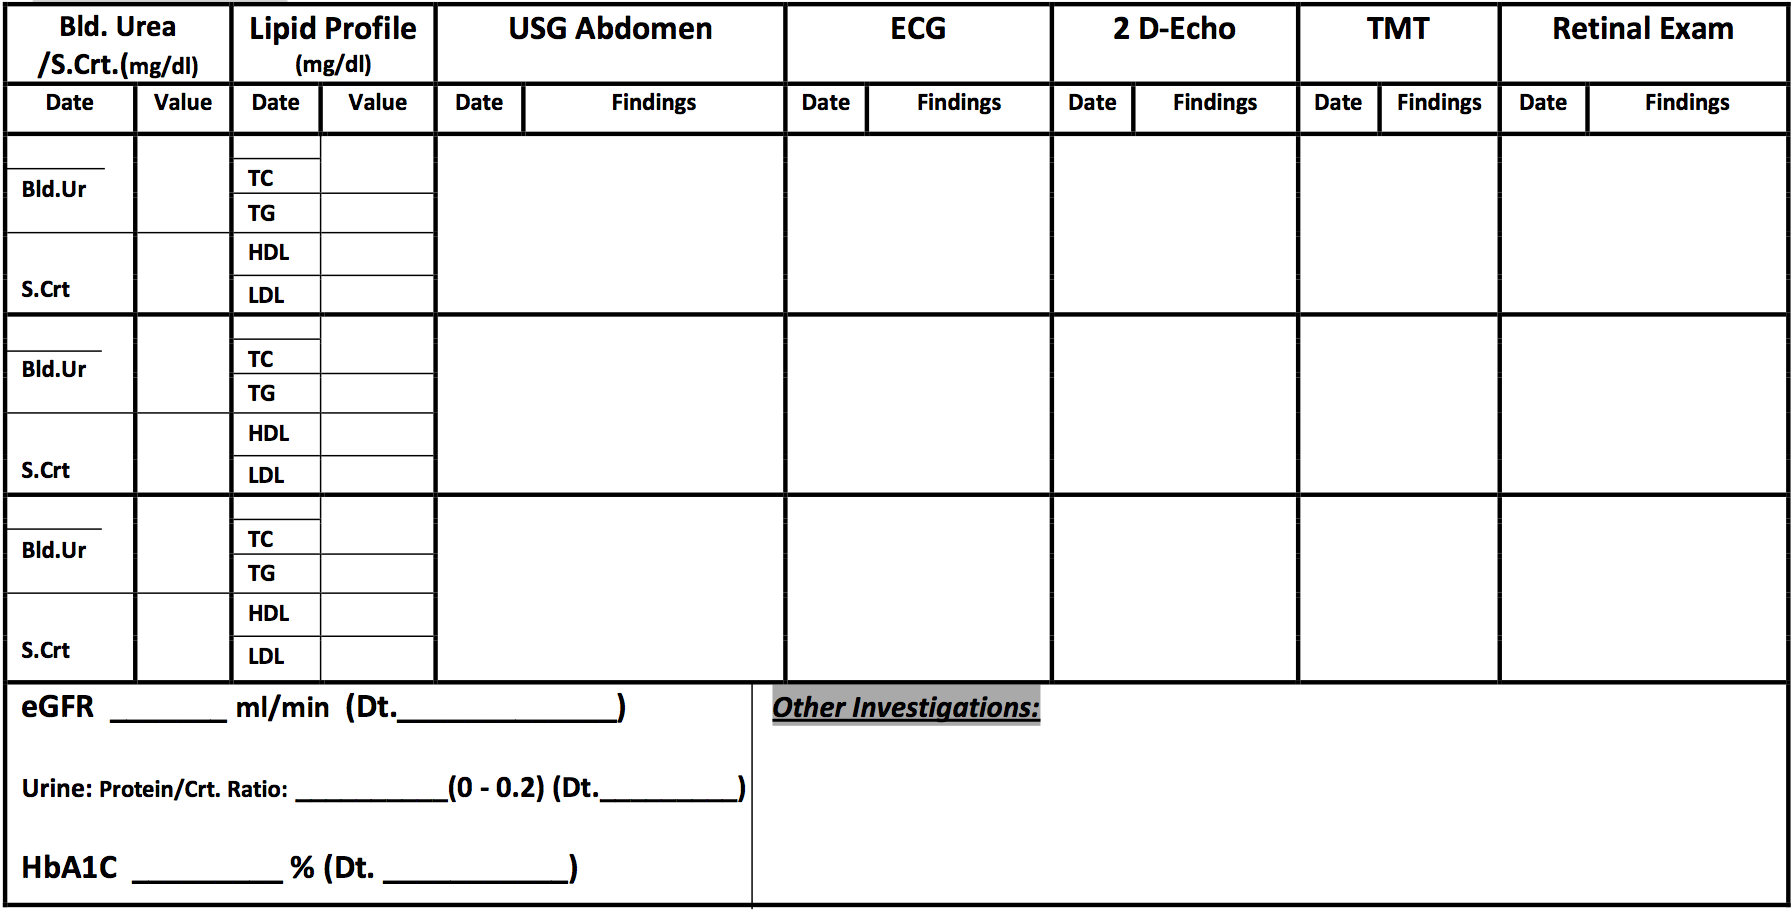 Bld. Urea /S.Crt.(mg/dl) Lipid Profile (mg/dl) USG Abdomen ECG 2 D-Echo TMT Retinal Exam
Date Value Date Value Date Findings Date Findings Date Findings Date Findings Date Findings
TC
Bld.Ur
TG
HDL
S.Crt
LDL
TC
Bld.Ur
TG
HDL
S.Crt
LDL
TC
Bld.Ur
TG
HDL
S.Crt
LDL
eGFR _______ ml/min (Dt._____________)
Other Investigations:
Urine: Protein/Crt. Ratio: __________(0 - 0.2) (Dt._________)
HbA1C _________ % (Dt. ___________)